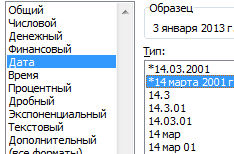 Общий
Числовой
Денежный
Финансовый
Дата
Время
Процентный
Дробный
Экспоненциальный
Текстовый
Дополнительный
(все форматы)
Образец
3 января 2013 г.
Тип:
*14.03.2001
*14 марта 2001 г
14.3
14.3.01
14.03.01
14 мар
14 мар 01